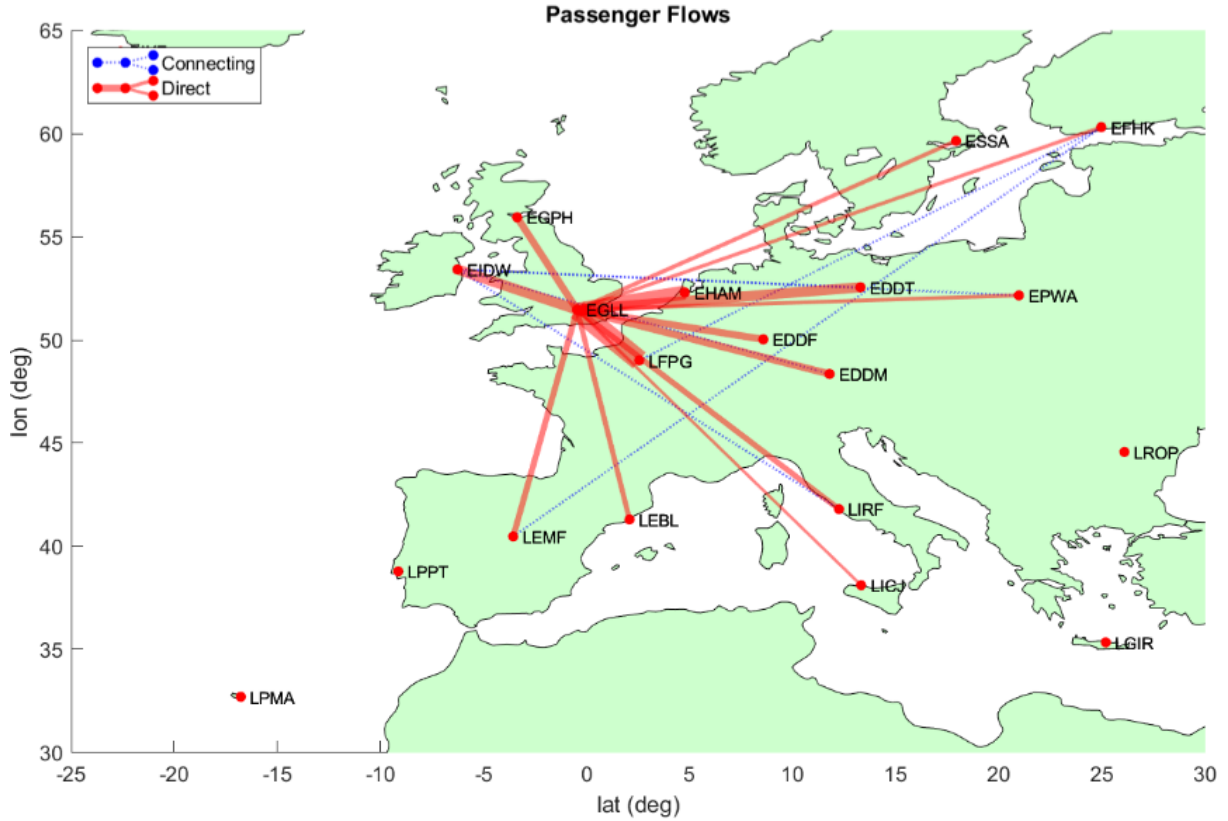 Passenger Flows
65
60
55
50
45
40
35
30
lon (deg)
Connecting
Direct
EFHK
ESSA
EGPH
EIDW
EHAM
EDDT
EPWA
EGLL
EDDF
LFPG
EDDM
LROP
LIRF
LEBL
LEMF
LPPT
LICJ
LGIR
LPMA
-25
-20
-15
-10
-5
0
5
10
15
20
25
30
lat (deg)